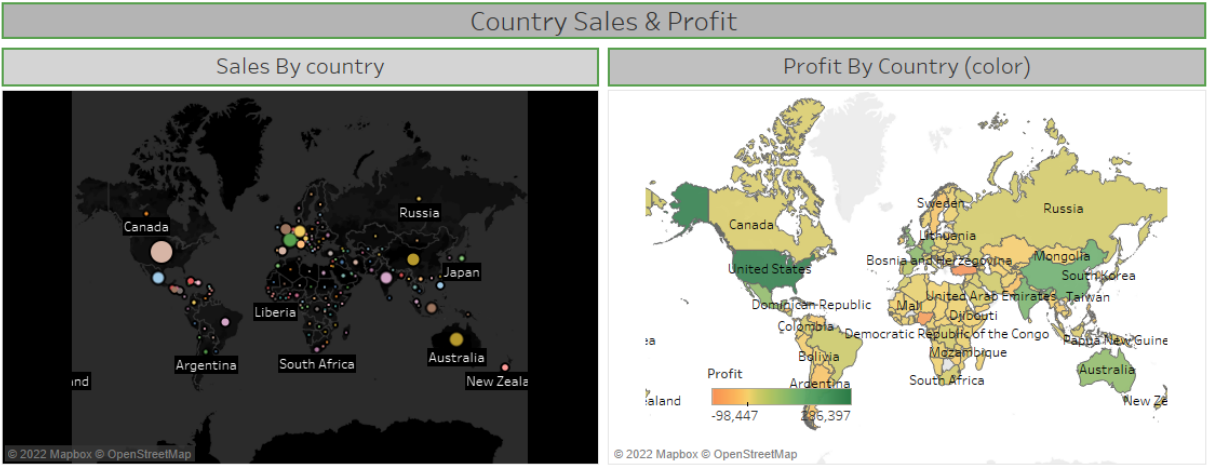 Country Sales & Profit
Sales By country
Profit By Country (color)
Russia
Canada
Japan
Liberia
Argentina
South Africa
Australia
New Zeala
nd
© 2022 Mapbox © OpenStreetMap
Sweden
Russia
Canada
Lithuania
Bosnia and Herzegovina
Mongolia
United States
South Korea
Dominican Republic
Mali
United Arab Emirates
Taiwan
Djibouti
Colombia
Democratic Republic of the Congo
Papua New Guine
ea
Bolivia
Mozambique
Australia
Argentina
South Africa
aland
New Ze
Profit
-98,447
286,397
© 2022 Mapbox © OpenStreetMap